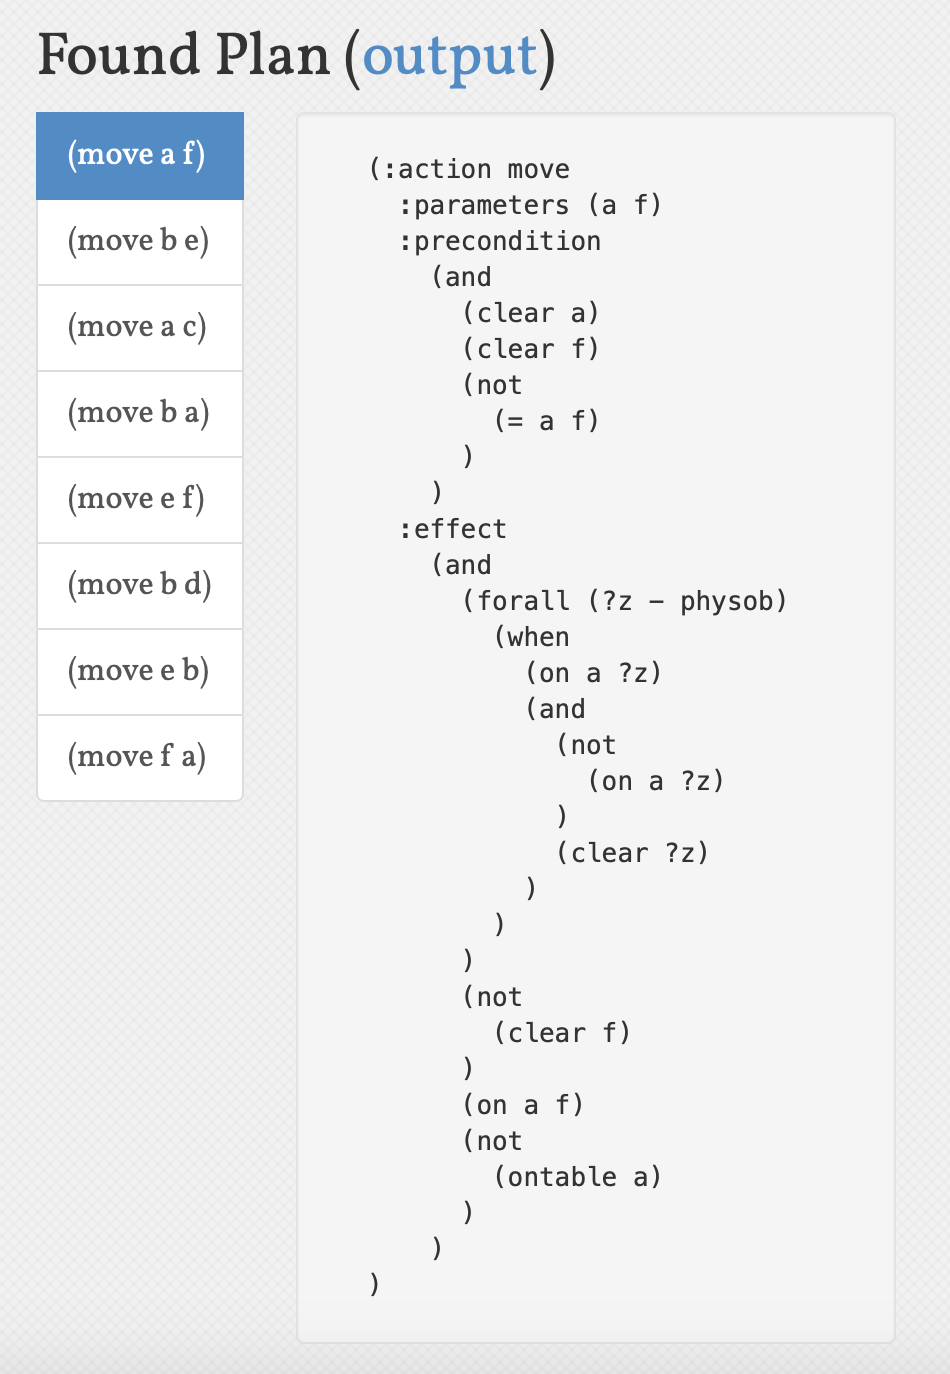 Found Plan (output)
(move a f)
(move b e)
(move a c)
(move b a)
(move e f)
(move b d)
(move e b)
(move f a)
(:action move
  :parameters (a f)
  :precondition
    (and
      (clear a)
      (clear f)
      (not
        (= a f)
      )
    )
  :effect
    (and
      (forall (?z – physob)
        (when
          (on a ?z)
          (and
            (not
              (on a ?z)
            )
            (clear ?z)
          )
        )
      )
      (not
        (clear f)
      )
      (on a f)
      (not
        (ontable a)
      )
    )
)